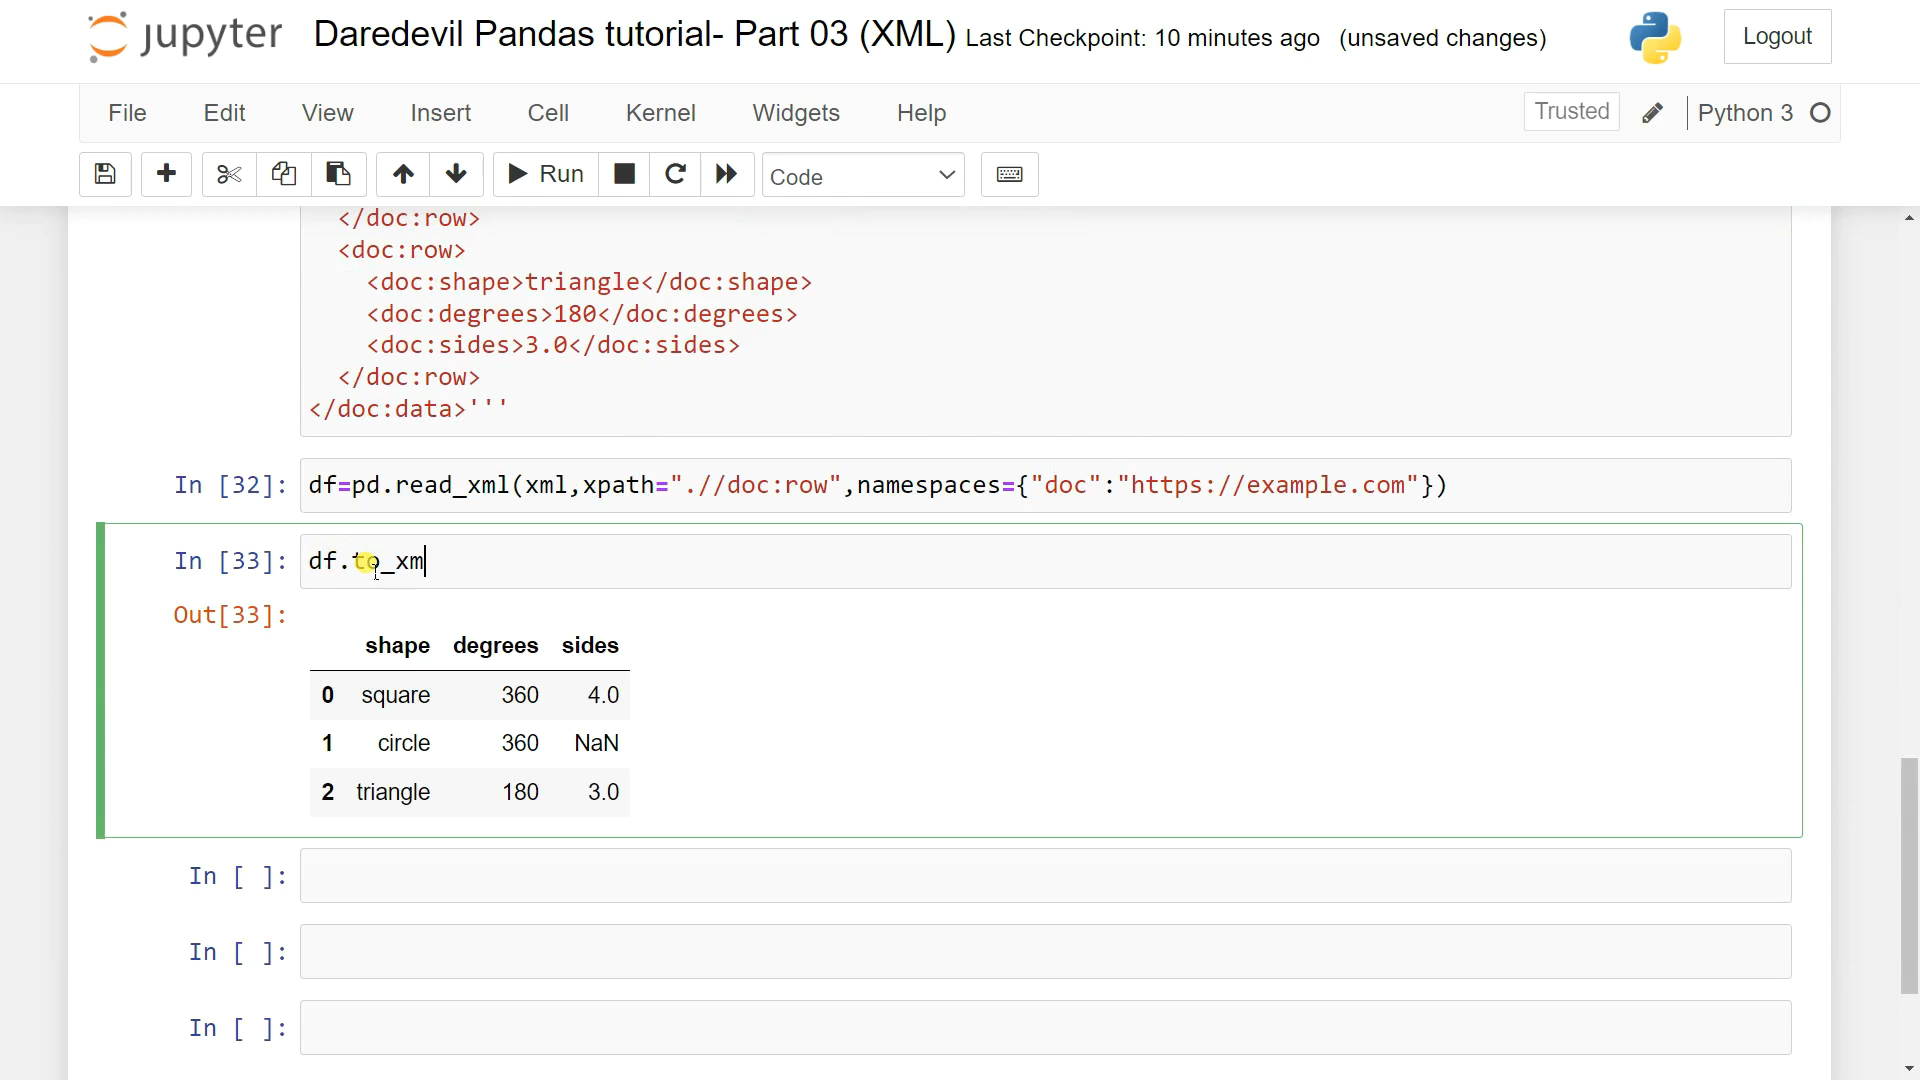 jupyter Daredevil Pandas tutorial- Part 03 (XML) Last Checkpoint: 10 minutes ago (unsaved changes) Logout
File Edit View Insert Cell Kernel Widgets Help Trusted Python 3
Run Code
</doc:row>
<doc:row>
<doc:shape>triangle</doc:shape>
<doc:degrees>180</doc:degrees>
<doc:sides>3.0</doc:sides>
</doc:row>
</doc:data>'''
In [32]: df=pd.read_xml(xml,xpath=".//doc:row",namespaces={"doc":"https://example.com"})
In [33]: df.to_xm
Out[33]:
shape degrees sides
0 square 360 4.0
1 circle 360 NaN
2 triangle 180 3.0
In [ ]:
In [ ]:
In [ ]: